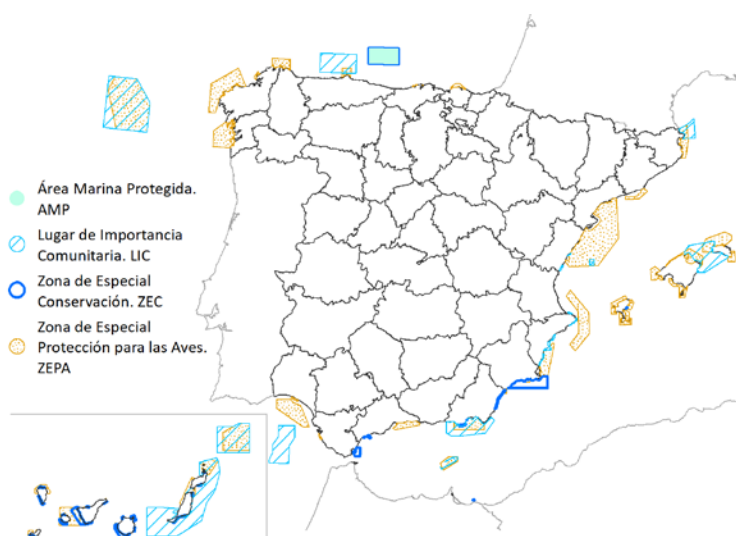 Área Marina Protegida.
AMP
Lugar de Importancia
Comunitaria. LIC
Zona de Especial
Conservación. ZEC
Zona de Especial
Protección para las Aves.
ZEPA